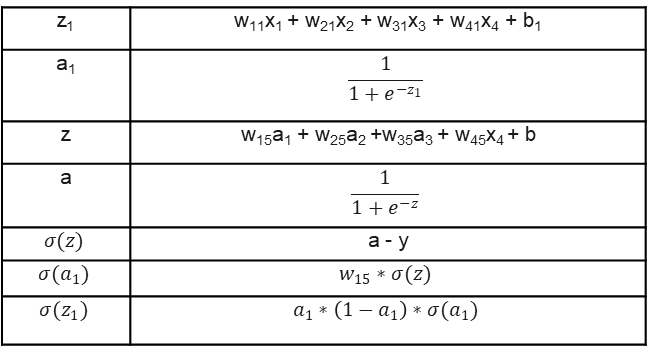 z₁ w₁₁x₁ + w₂₁x₂ + w₃₁x₃ + w₄₁x₄ + b₁
a₁ 1 / (1 + e^{−z₁})
z w₁₅a₁ + w₂₅a₂ +w₃₅a₃ + w₄₅x₄ + b
a 1 / (1 + e^{−z})
σ(z) a - y
σ(a₁) w₁₅ ∗ σ(z)
σ(z₁) a₁ ∗ (1 − a₁) ∗ σ(a₁)